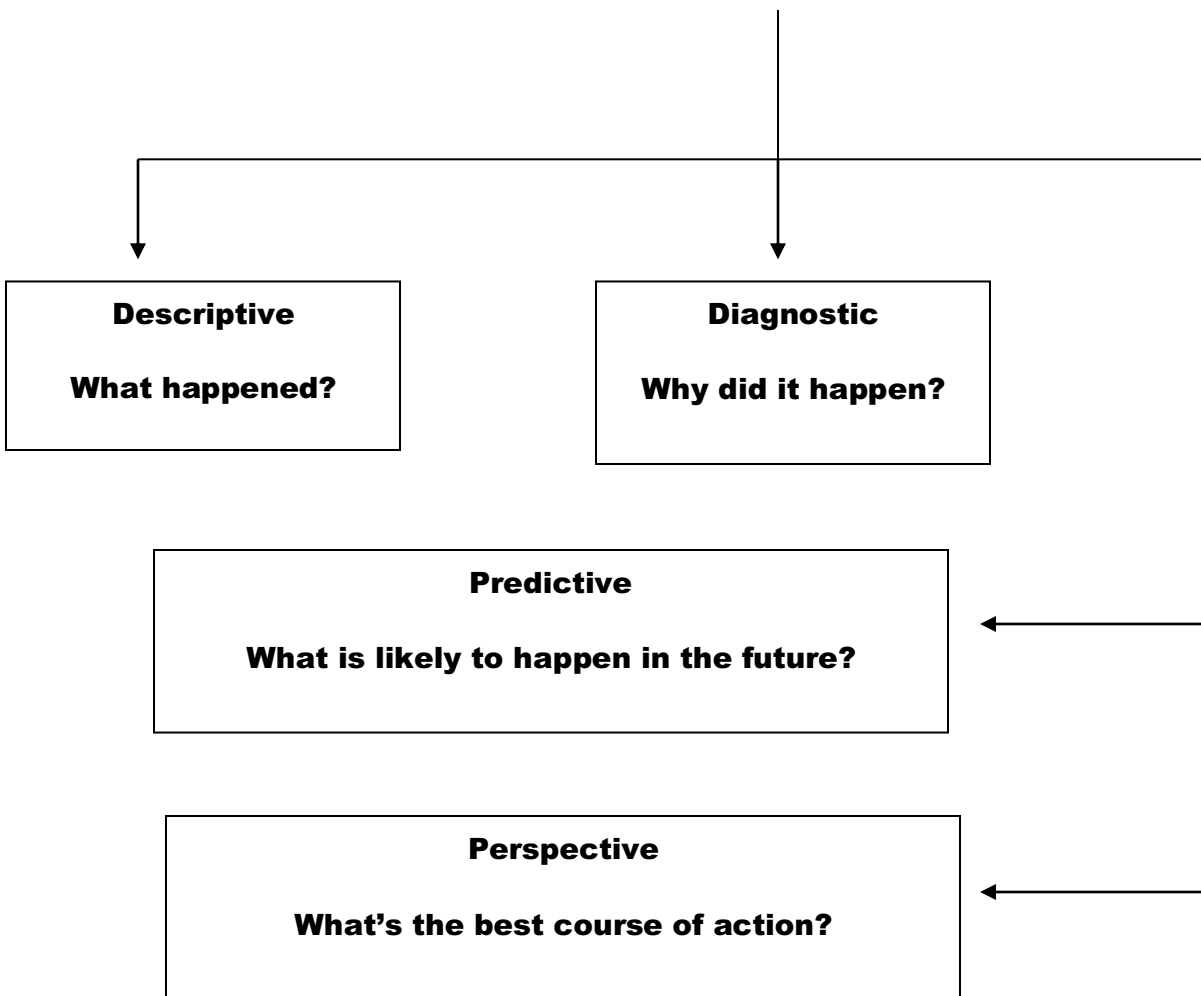 Descriptive
What happened?
Diagnostic
Why did it happen?
Predictive
What is likely to happen in the future?
Perspective
What’s the best course of action?